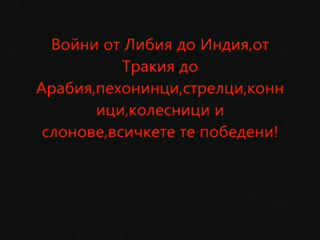 Войни от Либия до Индия,от
Тракия до
Арабия,пехонинци,стрелци,конн
ици,колесници и
слонове,всичкете те победени!